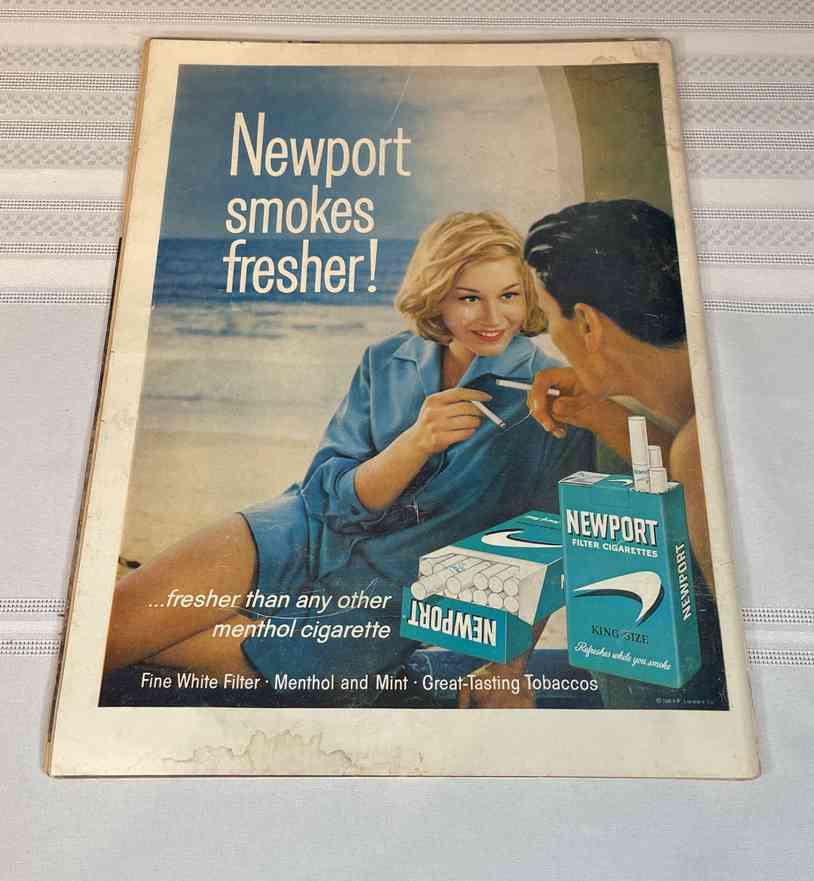 Newport
smokes
fresher!
...fresher than any other
menthol cigarette
NEWPORT
NEWPORT
FILTER CIGARETTES
KING SIZE
Refreshes while you smoke
NEWPORT
Fine White Filter · Menthol and Mint · Great-Tasting Tobaccos